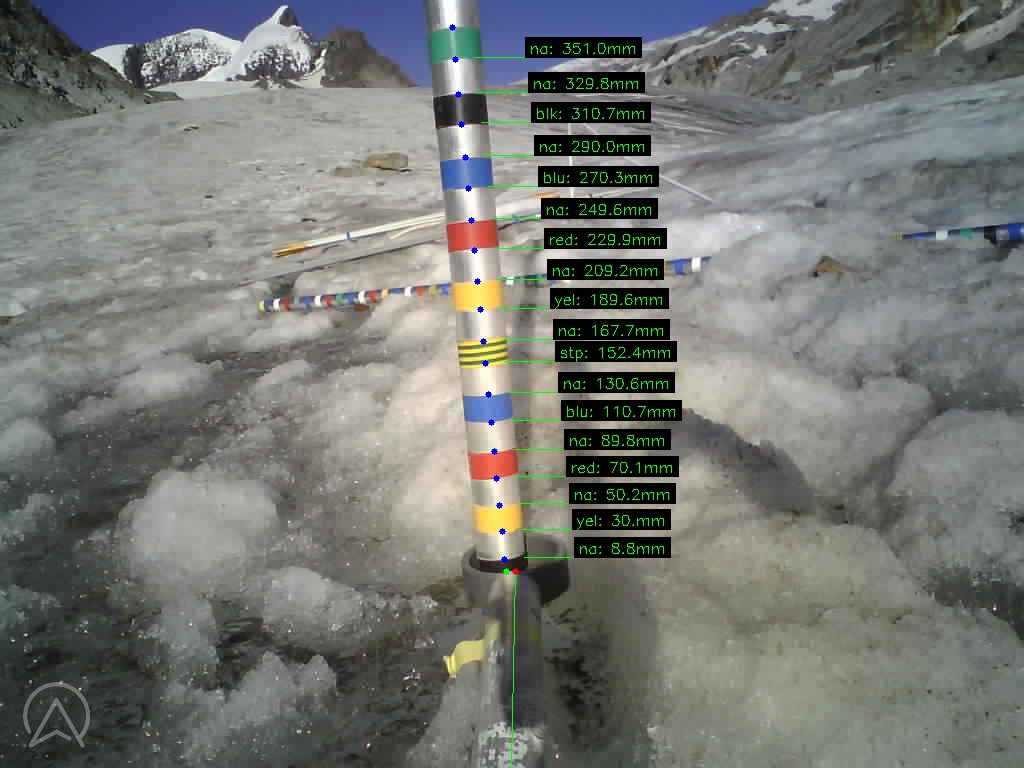 na: 351.0mm
na: 329.8mm
blk: 310.7mm
na: 290.0mm
blu: 270.3mm
na: 249.6mm
red: 229.9mm
na: 209.2mm
yel: 189.6mm
na: 167.7mm
stp: 152.4mm
na: 130.6mm
blu: 110.7mm
na: 89.8mm
red: 70.1mm
na: 50.2mm
yel: 30.mm
na: 8.8mm